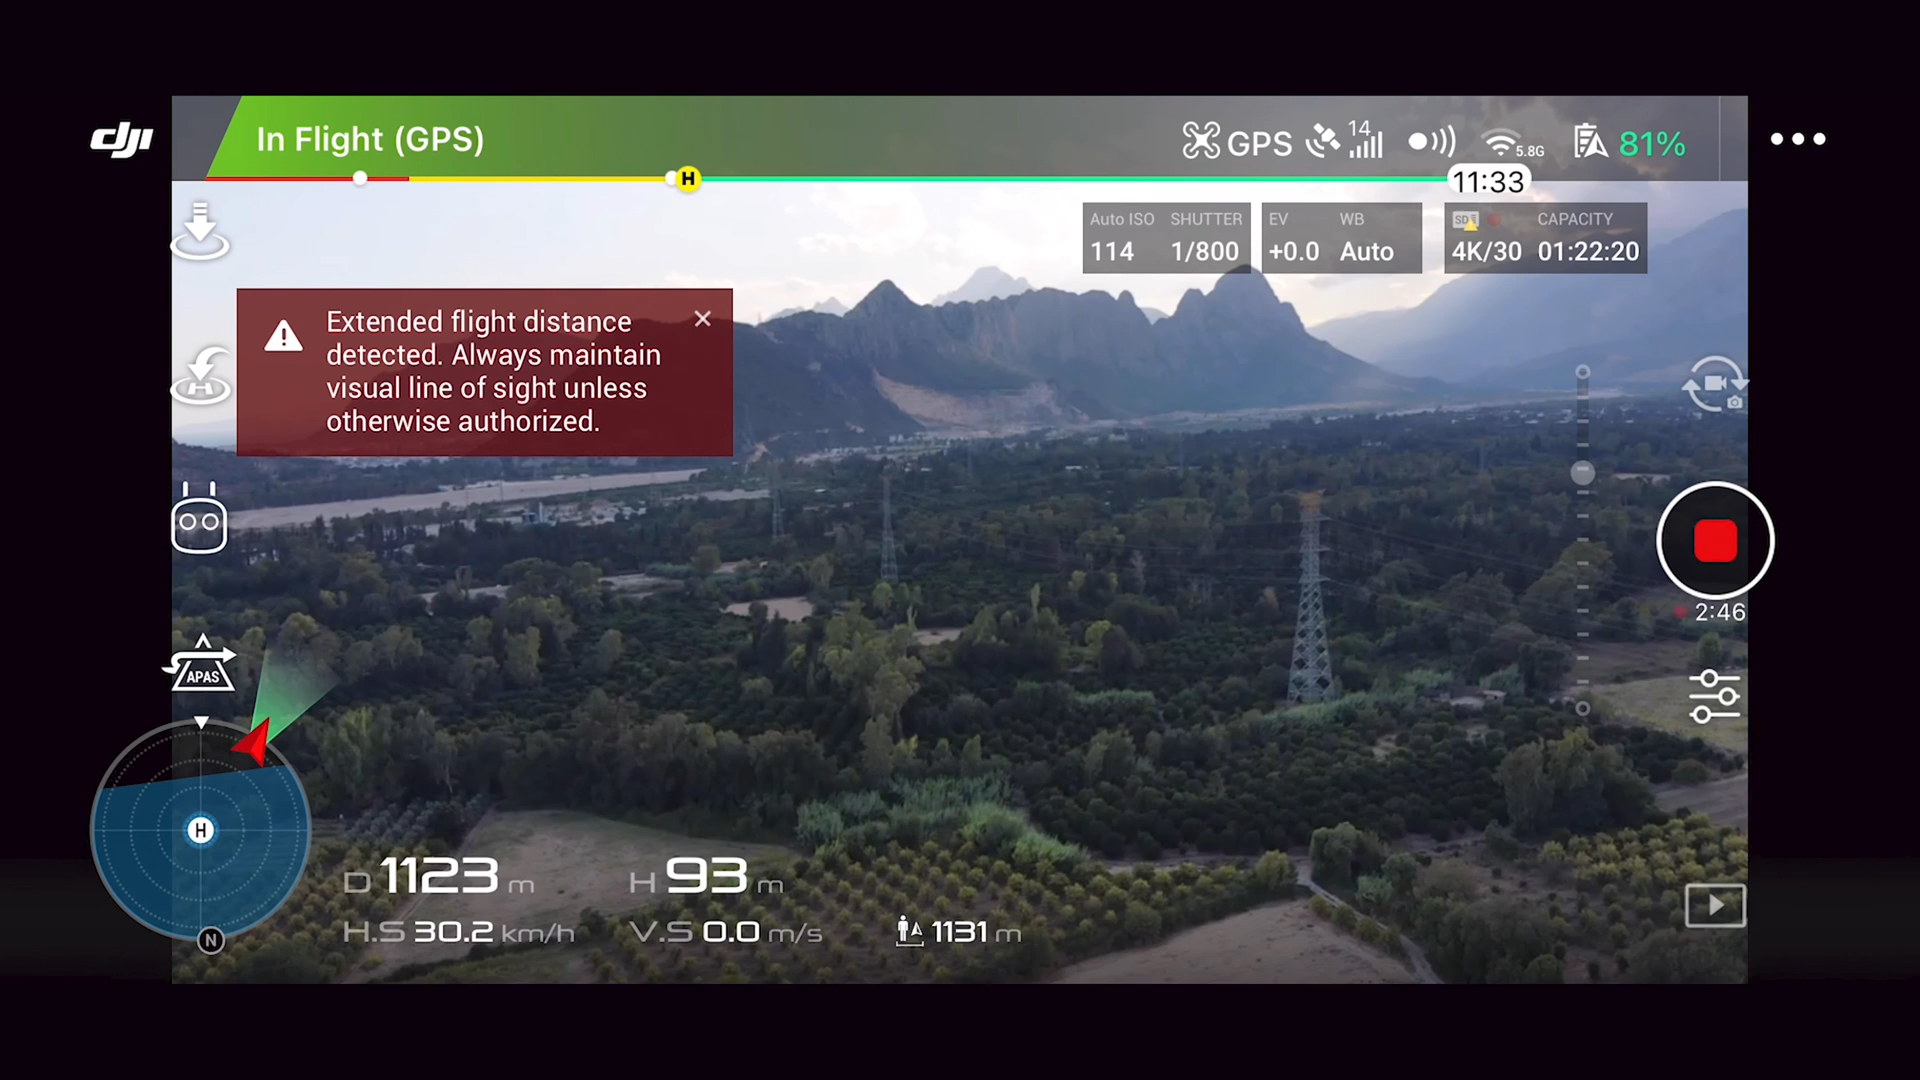 dji
In Flight (GPS)
GPS
14
5.8G
81%
H
11:33
Auto ISO SHUTTER
114 1/800
EV WB
+0.0 Auto
SD CAPACITY
4K/30 01:22:20
Extended flight distance
detected. Always maintain
visual line of sight unless
otherwise authorized.
H
2:46
APAS
H
N
D 1123 m H 93 m
H.S 30.2 km/h V.S 0.0 m/s 1131 m